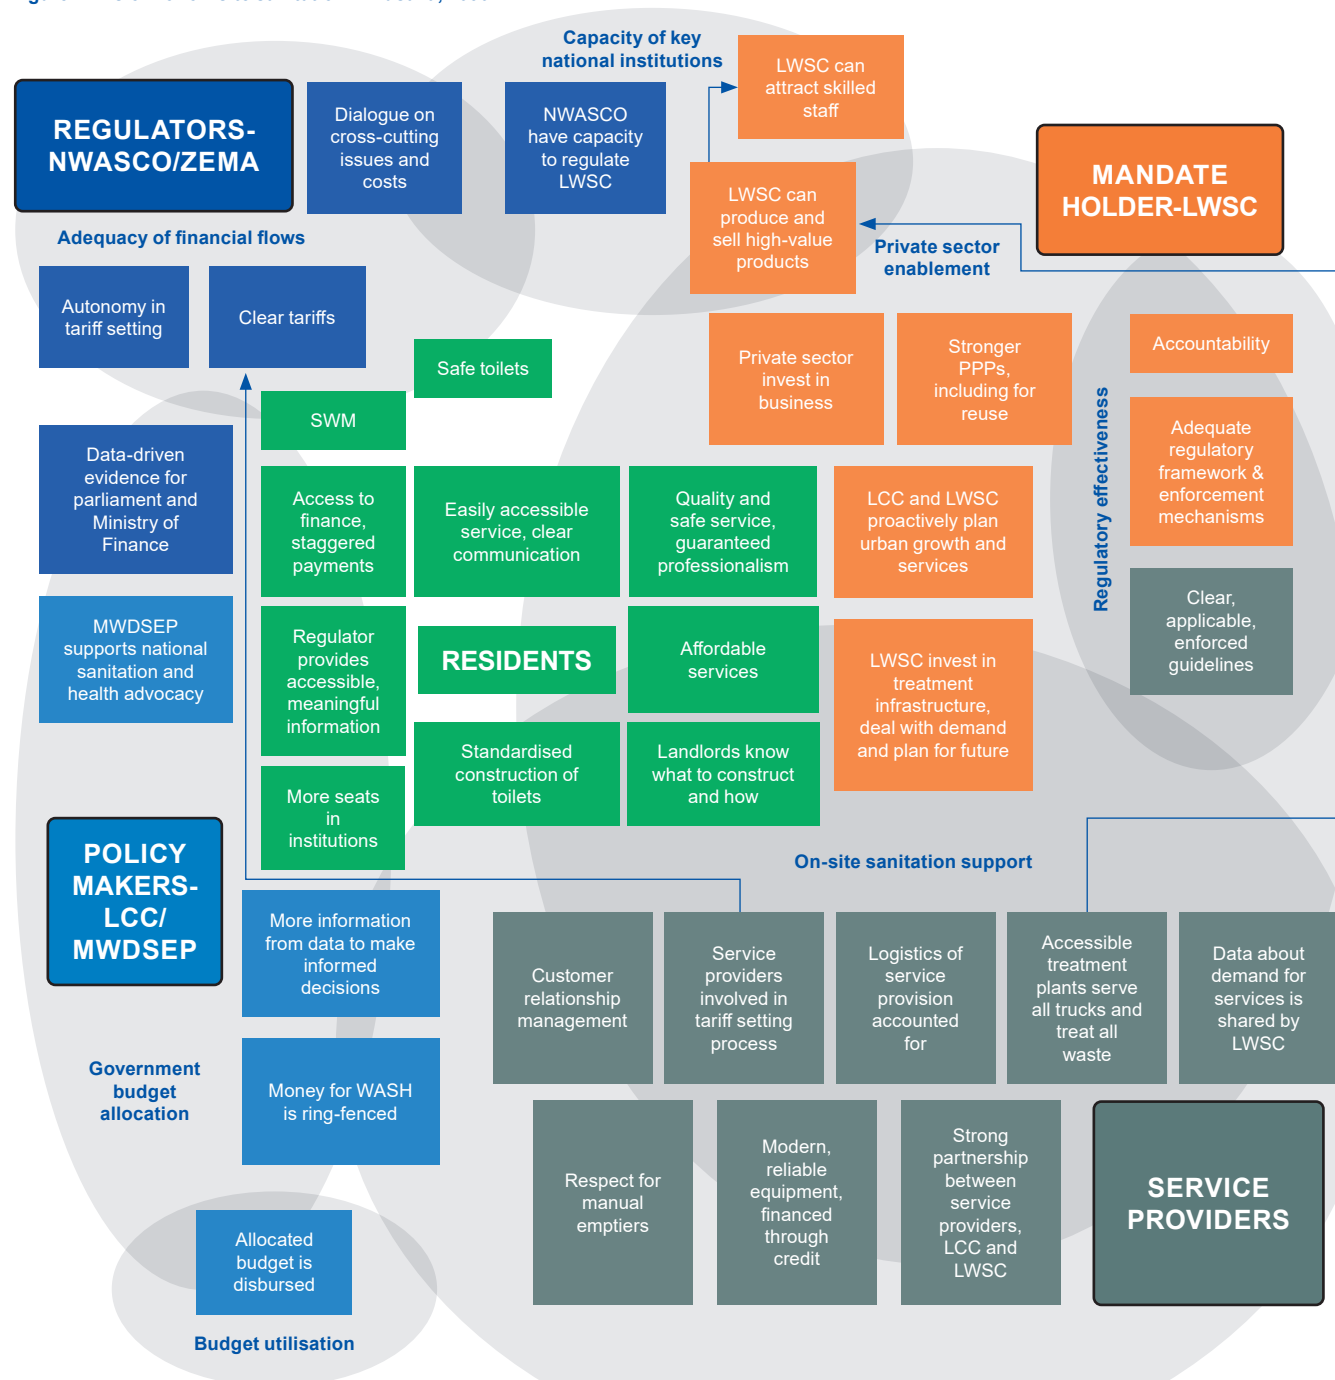 Capacity of key
national institutions
LWSC can
attract skilled
staff
REGULATORS-
NWASCO/ZEMA
Dialogue on
cross-cutting
issues and
costs
NWASCO
have capacity
to regulate
LWSC
MANDATE
HOLDER-LWSC
LWSC can
produce and
sell high-value
products
Adequacy of financial flows
Private sector
enablement
Autonomy in
tariff setting
Clear tariffs
Safe toilets
Private sector
invest in
business
Stronger
PPPs,
including for
reuse
Accountability
SWM
Regulatory effectiveness
Adequate
regulatory
framework &
enforcement
mechanisms
Data-driven
evidence for
parliament and
Ministry of
Finance
Access to
finance,
staggered
payments
Easily accessible
service, clear
communication
Quality and
safe service,
guaranteed
professionalism
LCC and LWSC
proactively plan
urban growth and
services
Clear,
applicable,
enforced
guidelines
MWDSEP
supports national
sanitation and
health advocacy
Regulator
provides
accessible,
meaningful
information
RESIDENTS
Affordable
services
LWSC invest in
treatment
infrastructure,
deal with demand
and plan for future
Standardised
construction of
toilets
Landlords know
what to construct
and how
More seats
in
institutions
POLICY
MAKERS-
LCC/
MWDSEP
On-site sanitation support
More information
from data to make
informed
decisions
Customer
relationship
management
Service
providers
involved in
tariff setting
process
Logistics of
service
provision
accounted
for
Accessible
treatment
plants serve
all trucks and
treat all
waste
Data about
demand for
services is
shared by
LWSC
Government
budget
allocation
Money for WASH
is ring-fenced
Respect for
manual
emptiers
Modern,
reliable
equipment,
financed
through
credit
Strong
partnership
between
service
providers,
LCC and
LWSC
SERVICE
PROVIDERS
Allocated
budget is
disbursed
Budget utilisation